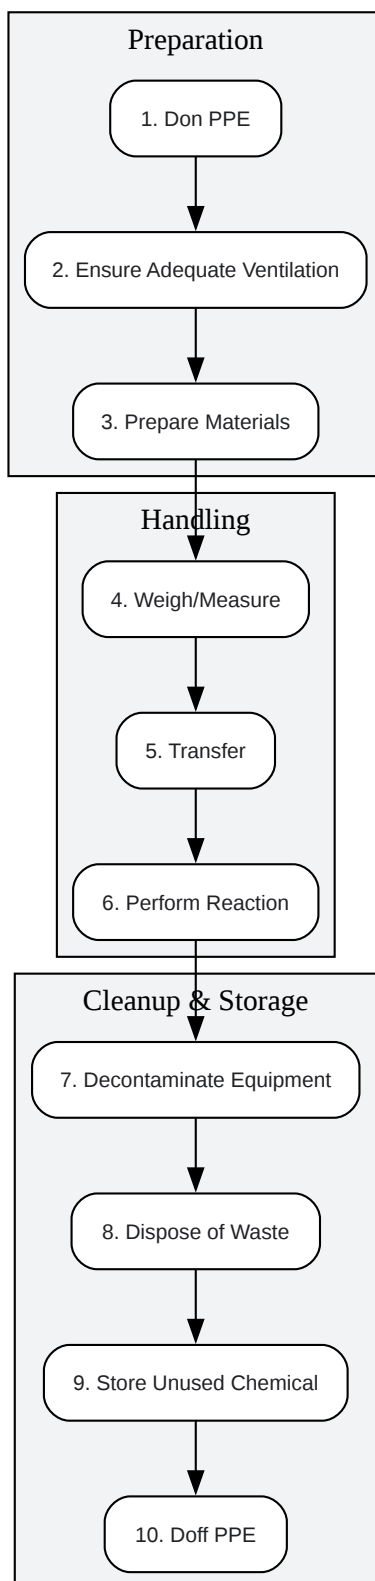 Preparation
1. Don PPE
2. Ensure Adequate Ventilation
3. Prepare Materials
Handling
4. Weigh/Measure
5. Transfer
6. Perform Reaction
Cleanup & Storage
7. Decontaminate Equipment
8. Dispose of Waste
9. Store Unused Chemical
10. Doff PPE